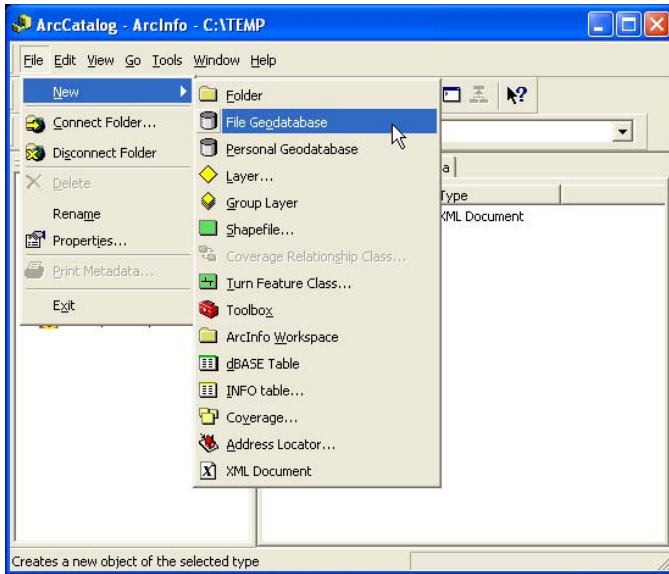 ArcCatalog - ArcInfo - C:\TEMP
File Edit View Go Tools Window Help
New
Connect Folder...
Disconnect Folder
Delete
Rename
Properties...
Print Metadata...
Exit
Folder
File Geodatabase
Personal Geodatabase
Layer...
Group Layer
Shapefile...
Coverage Relationship Class...
Turn Feature Class...
Toolbox
ArcInfo Workspace
dBASE Table
INFO table...
Coverage...
Address Locator...
XML Document
a
Type
XML Document
Creates a new object of the selected type